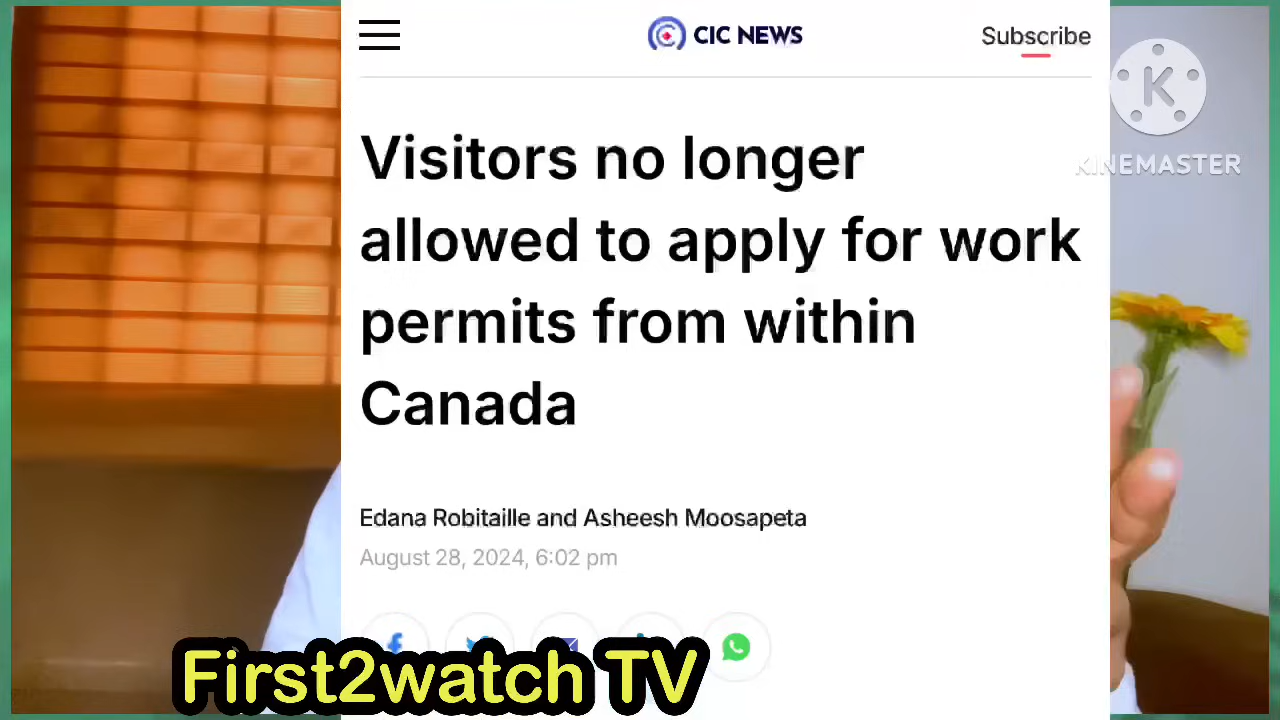 CIC NEWS
Subscribe
K
KINEMASTER
Visitors no longer
allowed to apply for work
permits from within
Canada
Edana Robitaille and Asheesh Moosapeta
August 28, 2024, 6:02 pm
First2watch TV